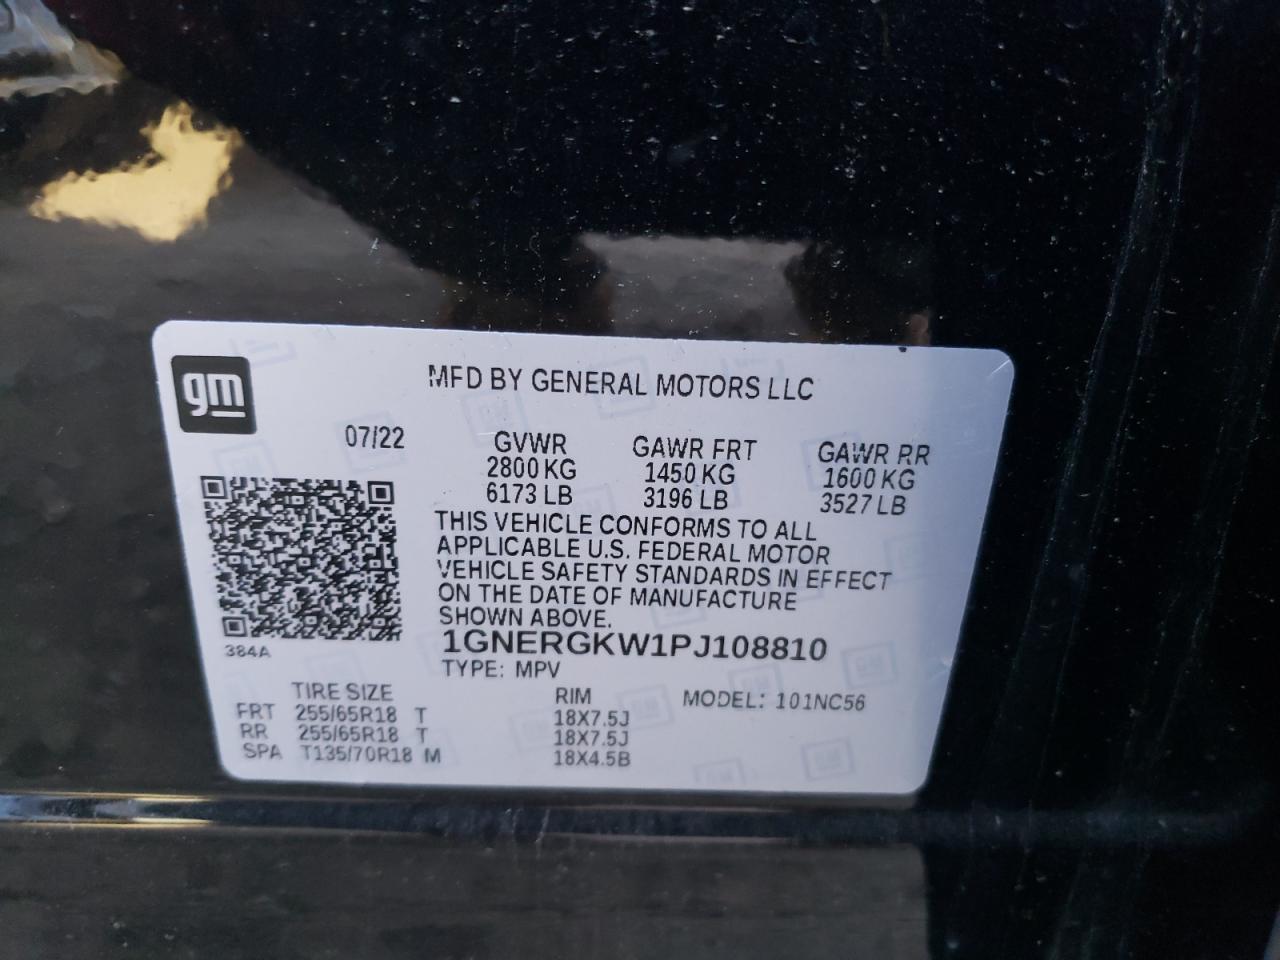 gm
MFD BY GENERAL MOTORS LLC
07/22
GVWR GAWR FRT GAWR RR
2800 KG 1450 KG 1600 KG
6173 LB 3196 LB 3527 LB
THIS VEHICLE CONFORMS TO ALL
APPLICABLE U.S. FEDERAL MOTOR
VEHICLE SAFETY STANDARDS IN EFFECT
ON THE DATE OF MANUFACTURE
SHOWN ABOVE.
1GNERGKW1PJ108810
384A
TYPE: MPV
TIRE SIZE RIM MODEL: 101NC56
FRT 255/65R18 T 18X7.5J
RR 255/65R18 T 18X7.5J
SPA T135/70R18 M 18X4.5B